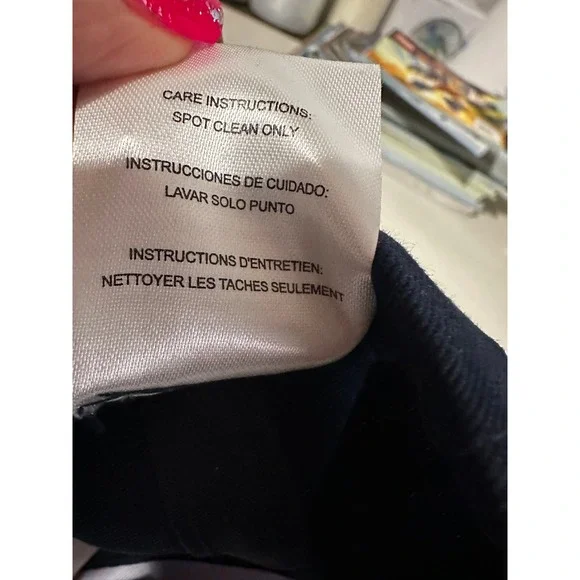 CARE INSTRUCTIONS:
SPOT CLEAN ONLY
INSTRUCCIONES DE CUIDADO:
LAVAR SOLO PUNTO
INSTRUCTIONS D'ENTRETIEN:
NETTOYER LES TACHES SEULEMENT